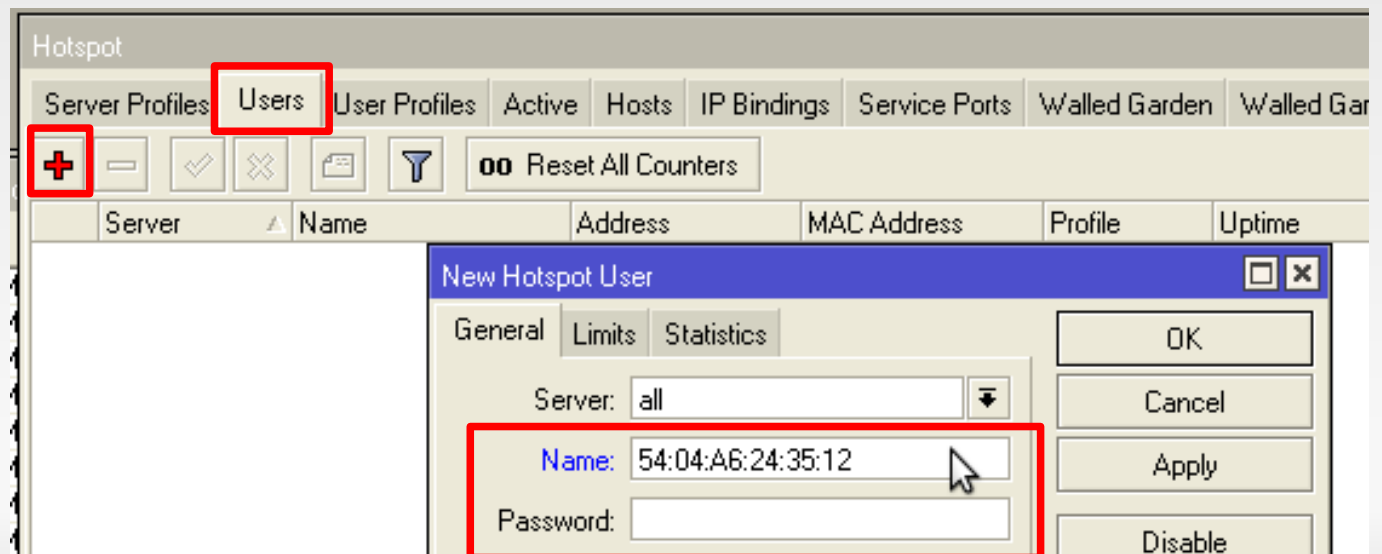 Hotspot
Server Profiles Users User Profiles Active Hosts IP Bindings Service Ports Walled Garden Walled Gar
00 Reset All Counters
Server Name Address MAC Address Profile Uptime
New Hotspot User
General Limits Statistics
OK
Server: all
Cancel
Name: 54:04:A6:24:35:12
Apply
Password:
Disable